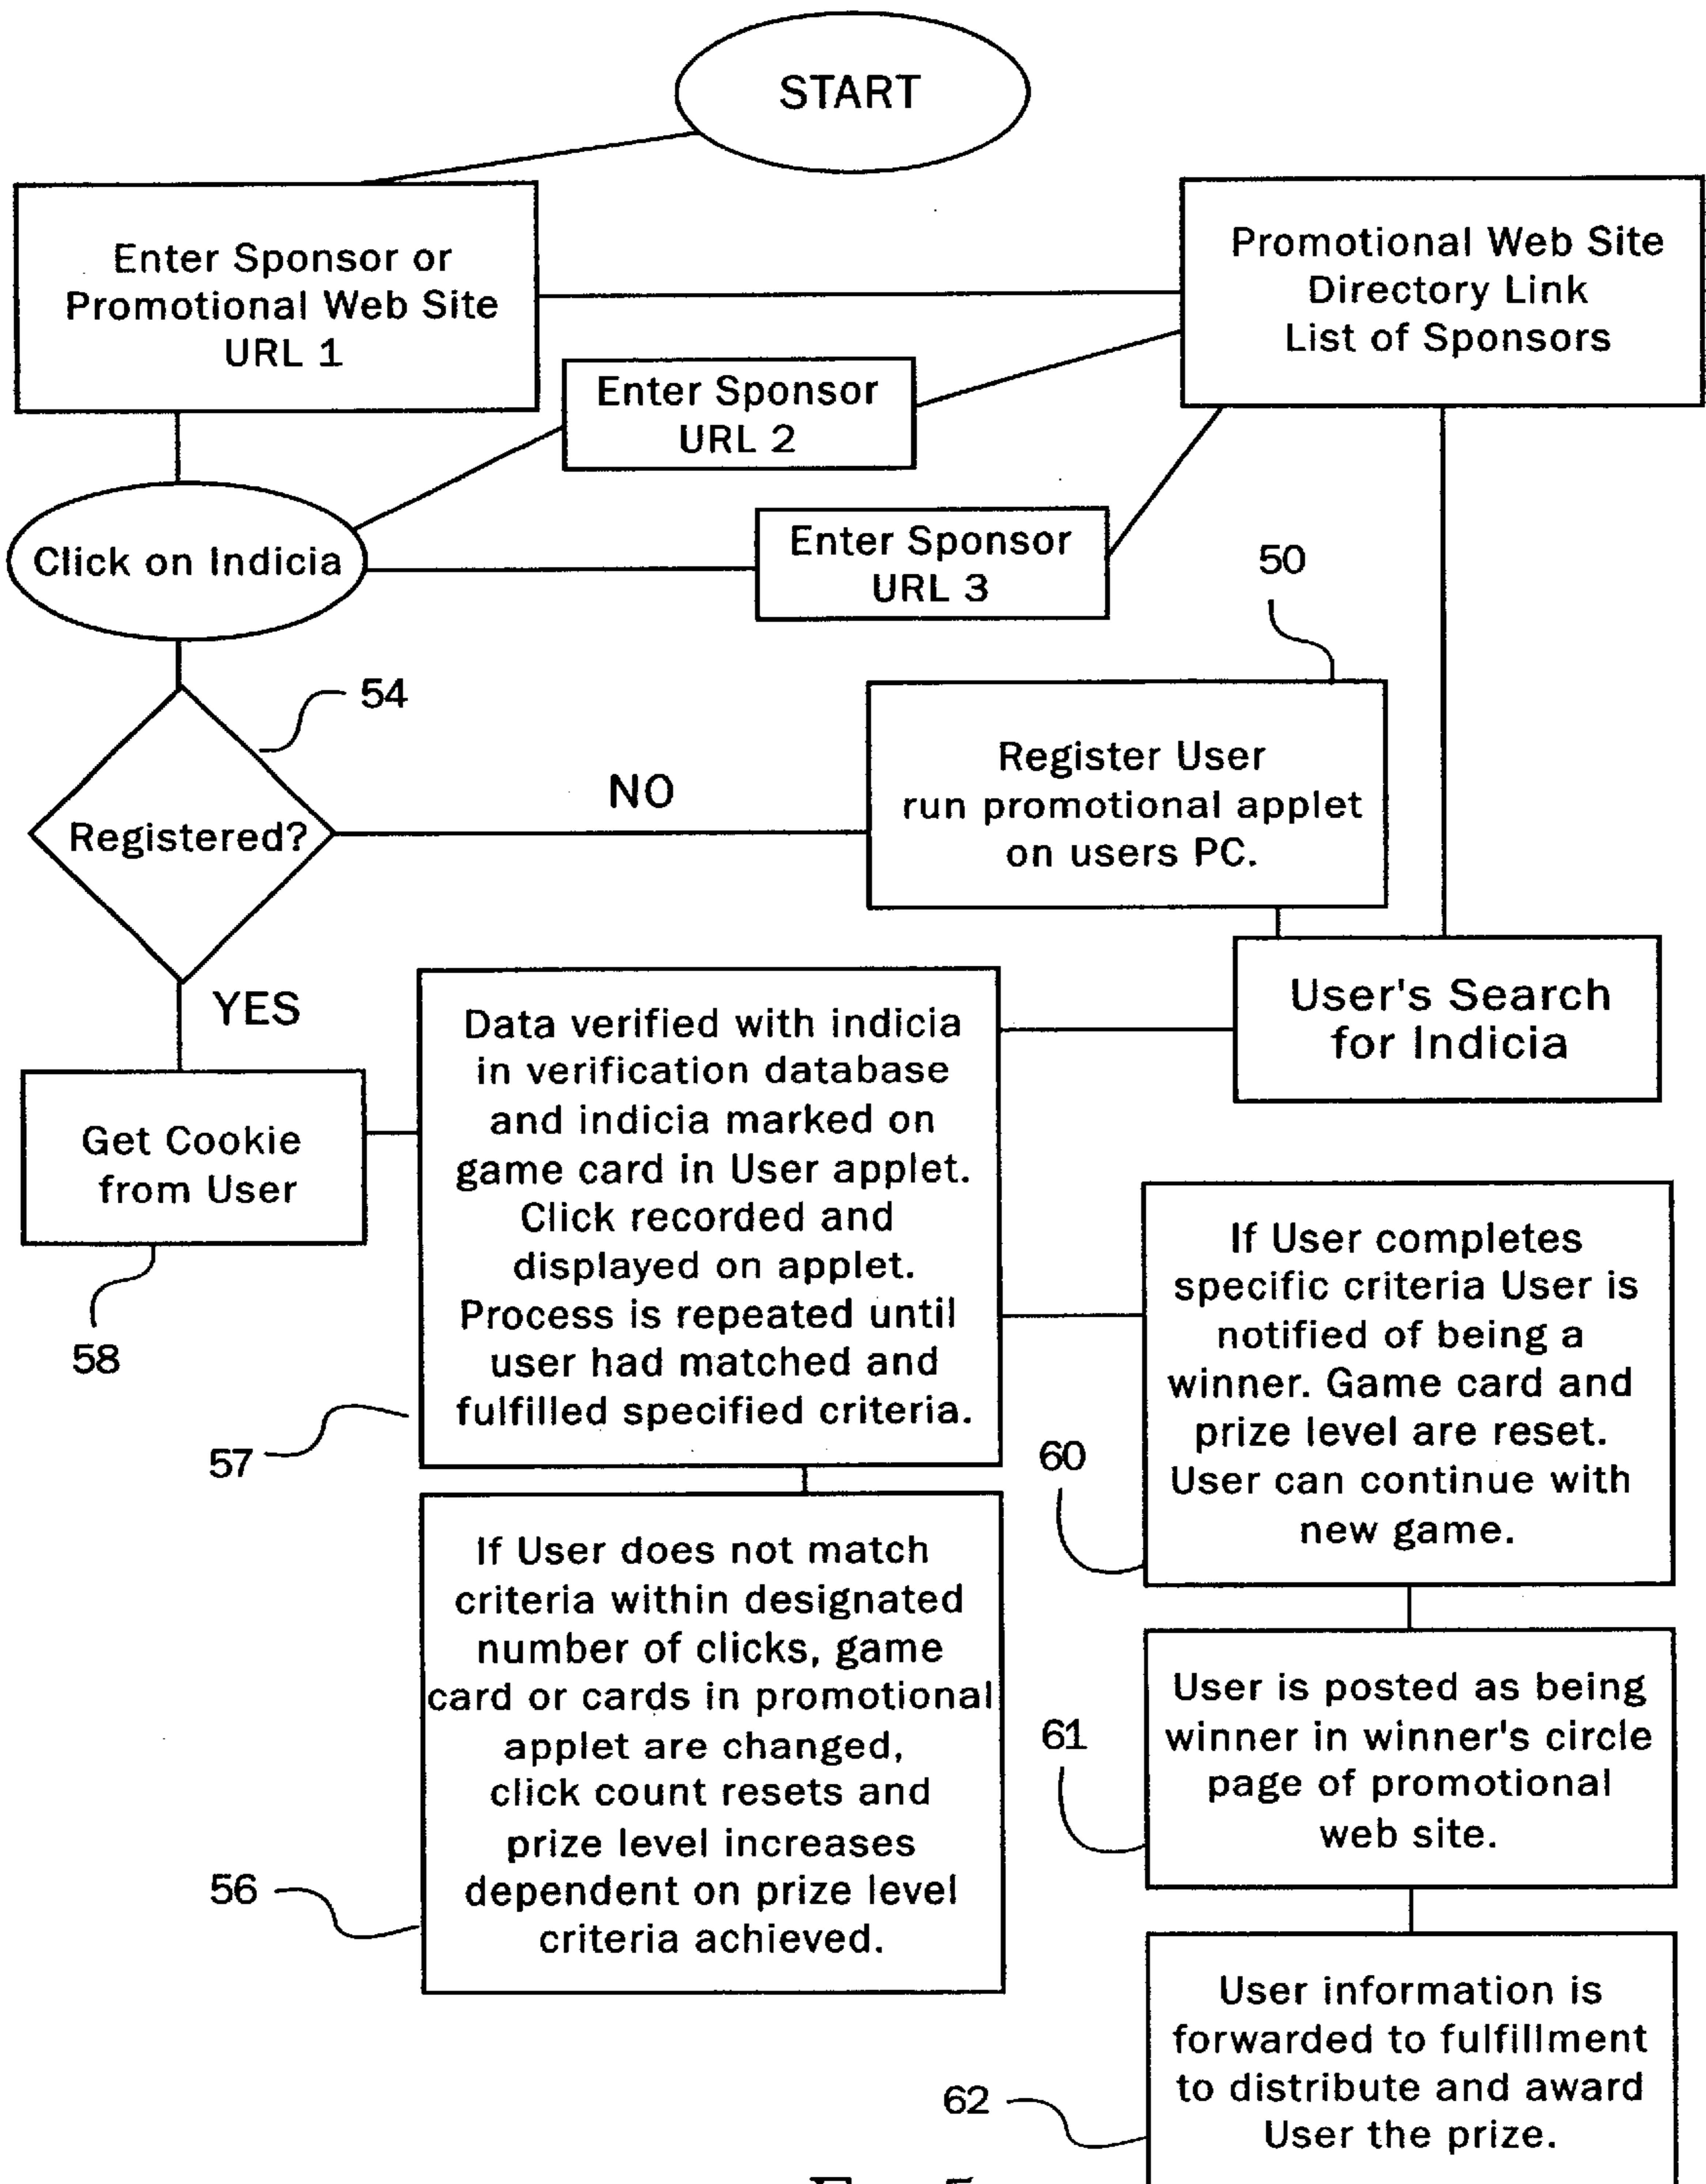 START
Enter Sponsor or
Promotional Web Site
URL 1
Promotional Web Site
Directory Link
List of Sponsors
Enter Sponsor
URL 2
Click on Indicia
Enter Sponsor
URL 3
50
54
Registered?
NO
Register User
run promotional applet
on users PC.
YES
User's Search
for Indicia
Get Cookie
from User
58
Data verified with indicia
in verification database
and indicia marked on
game card in User applet.
Click recorded and
displayed on applet.
Process is repeated until
user had matched and
fulfilled specified criteria.
57
If User completes
specific criteria User is
notified of being a
winner. Game card and
prize level are reset.
User can continue with
new game.
60
If User does not match
criteria within designated
number of clicks, game
card or cards in promotional
applet are changed,
click count resets and
prize level increases
dependent on prize level
criteria achieved.
56
User is posted as being
winner in winner's circle
page of promotional
web site.
61
User information is
forwarded to fulfillment
to distribute and award
User the prize.
62